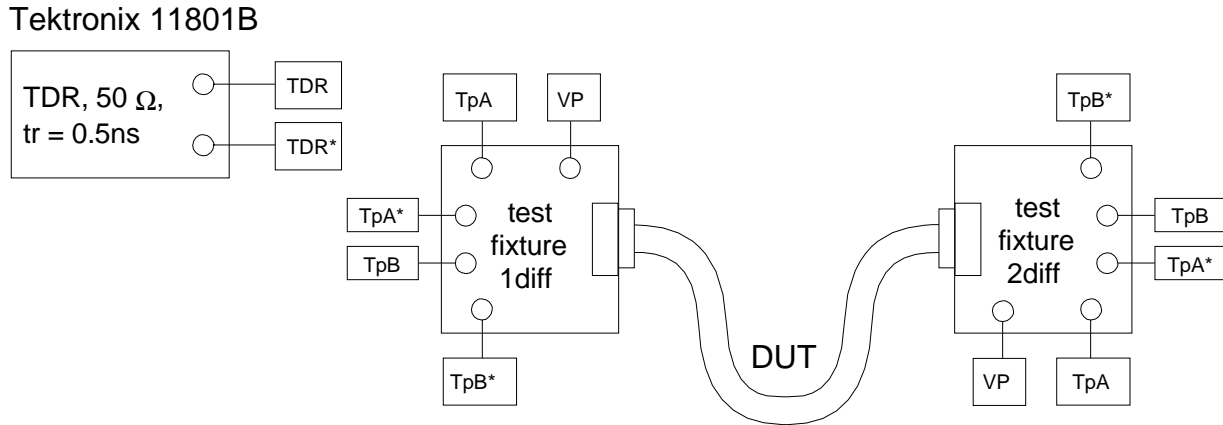 Tektronix 11801B
TDR, 50 Ω,
tr = 0.5ns
TDR
TDR*
TpA
VP
TpA*
TpB
TpB*
test
fixture
1diff
DUT
TpB*
test
fixture
2diff
TpB
TpA*
VP
TpA